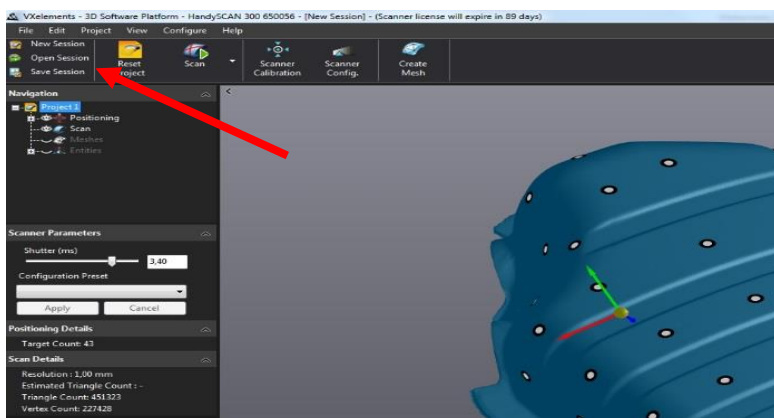 VXelements - 3D Software Platform - HandySCAN 300 650056 - [New Session] - (Scanner license will expire in 89 days)
File Edit Project View Configure Help
New Session
Open Session
Save Session
Reset
Project
Scan
Scanner
Calibration
Scanner
Config.
Create
Mesh
Navigation
Project 1
Positioning
Scan
Meshes
Entities
Scanner Parameters
Shutter (ms)
3,40
Configuration Preset
Apply Cancel
Positioning Details
Target Count: 43
Scan Details
Resolution : 1,00 mm
Estimated Triangle Count : -
Triangle Count: 451323
Vertex Count: 227428